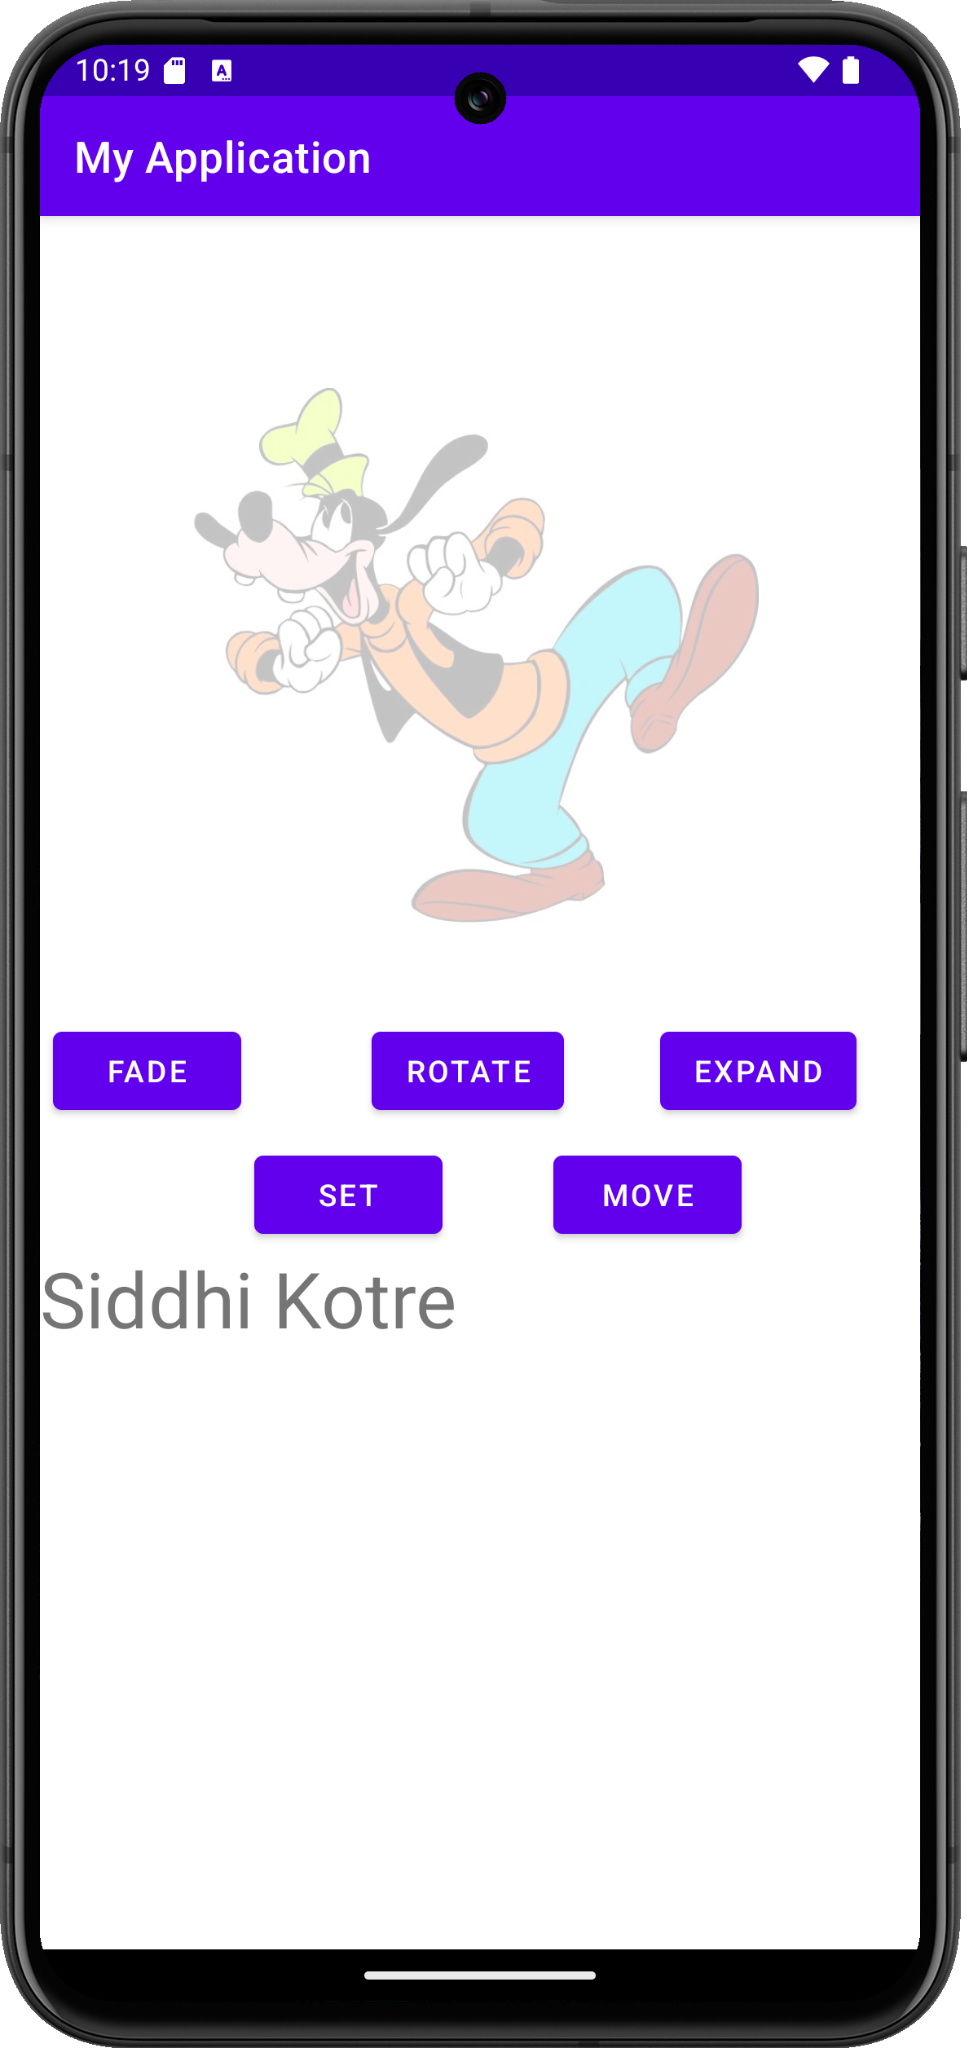 10:19
My Application
FADE ROTATE EXPAND
SET MOVE
Siddhi Kotre